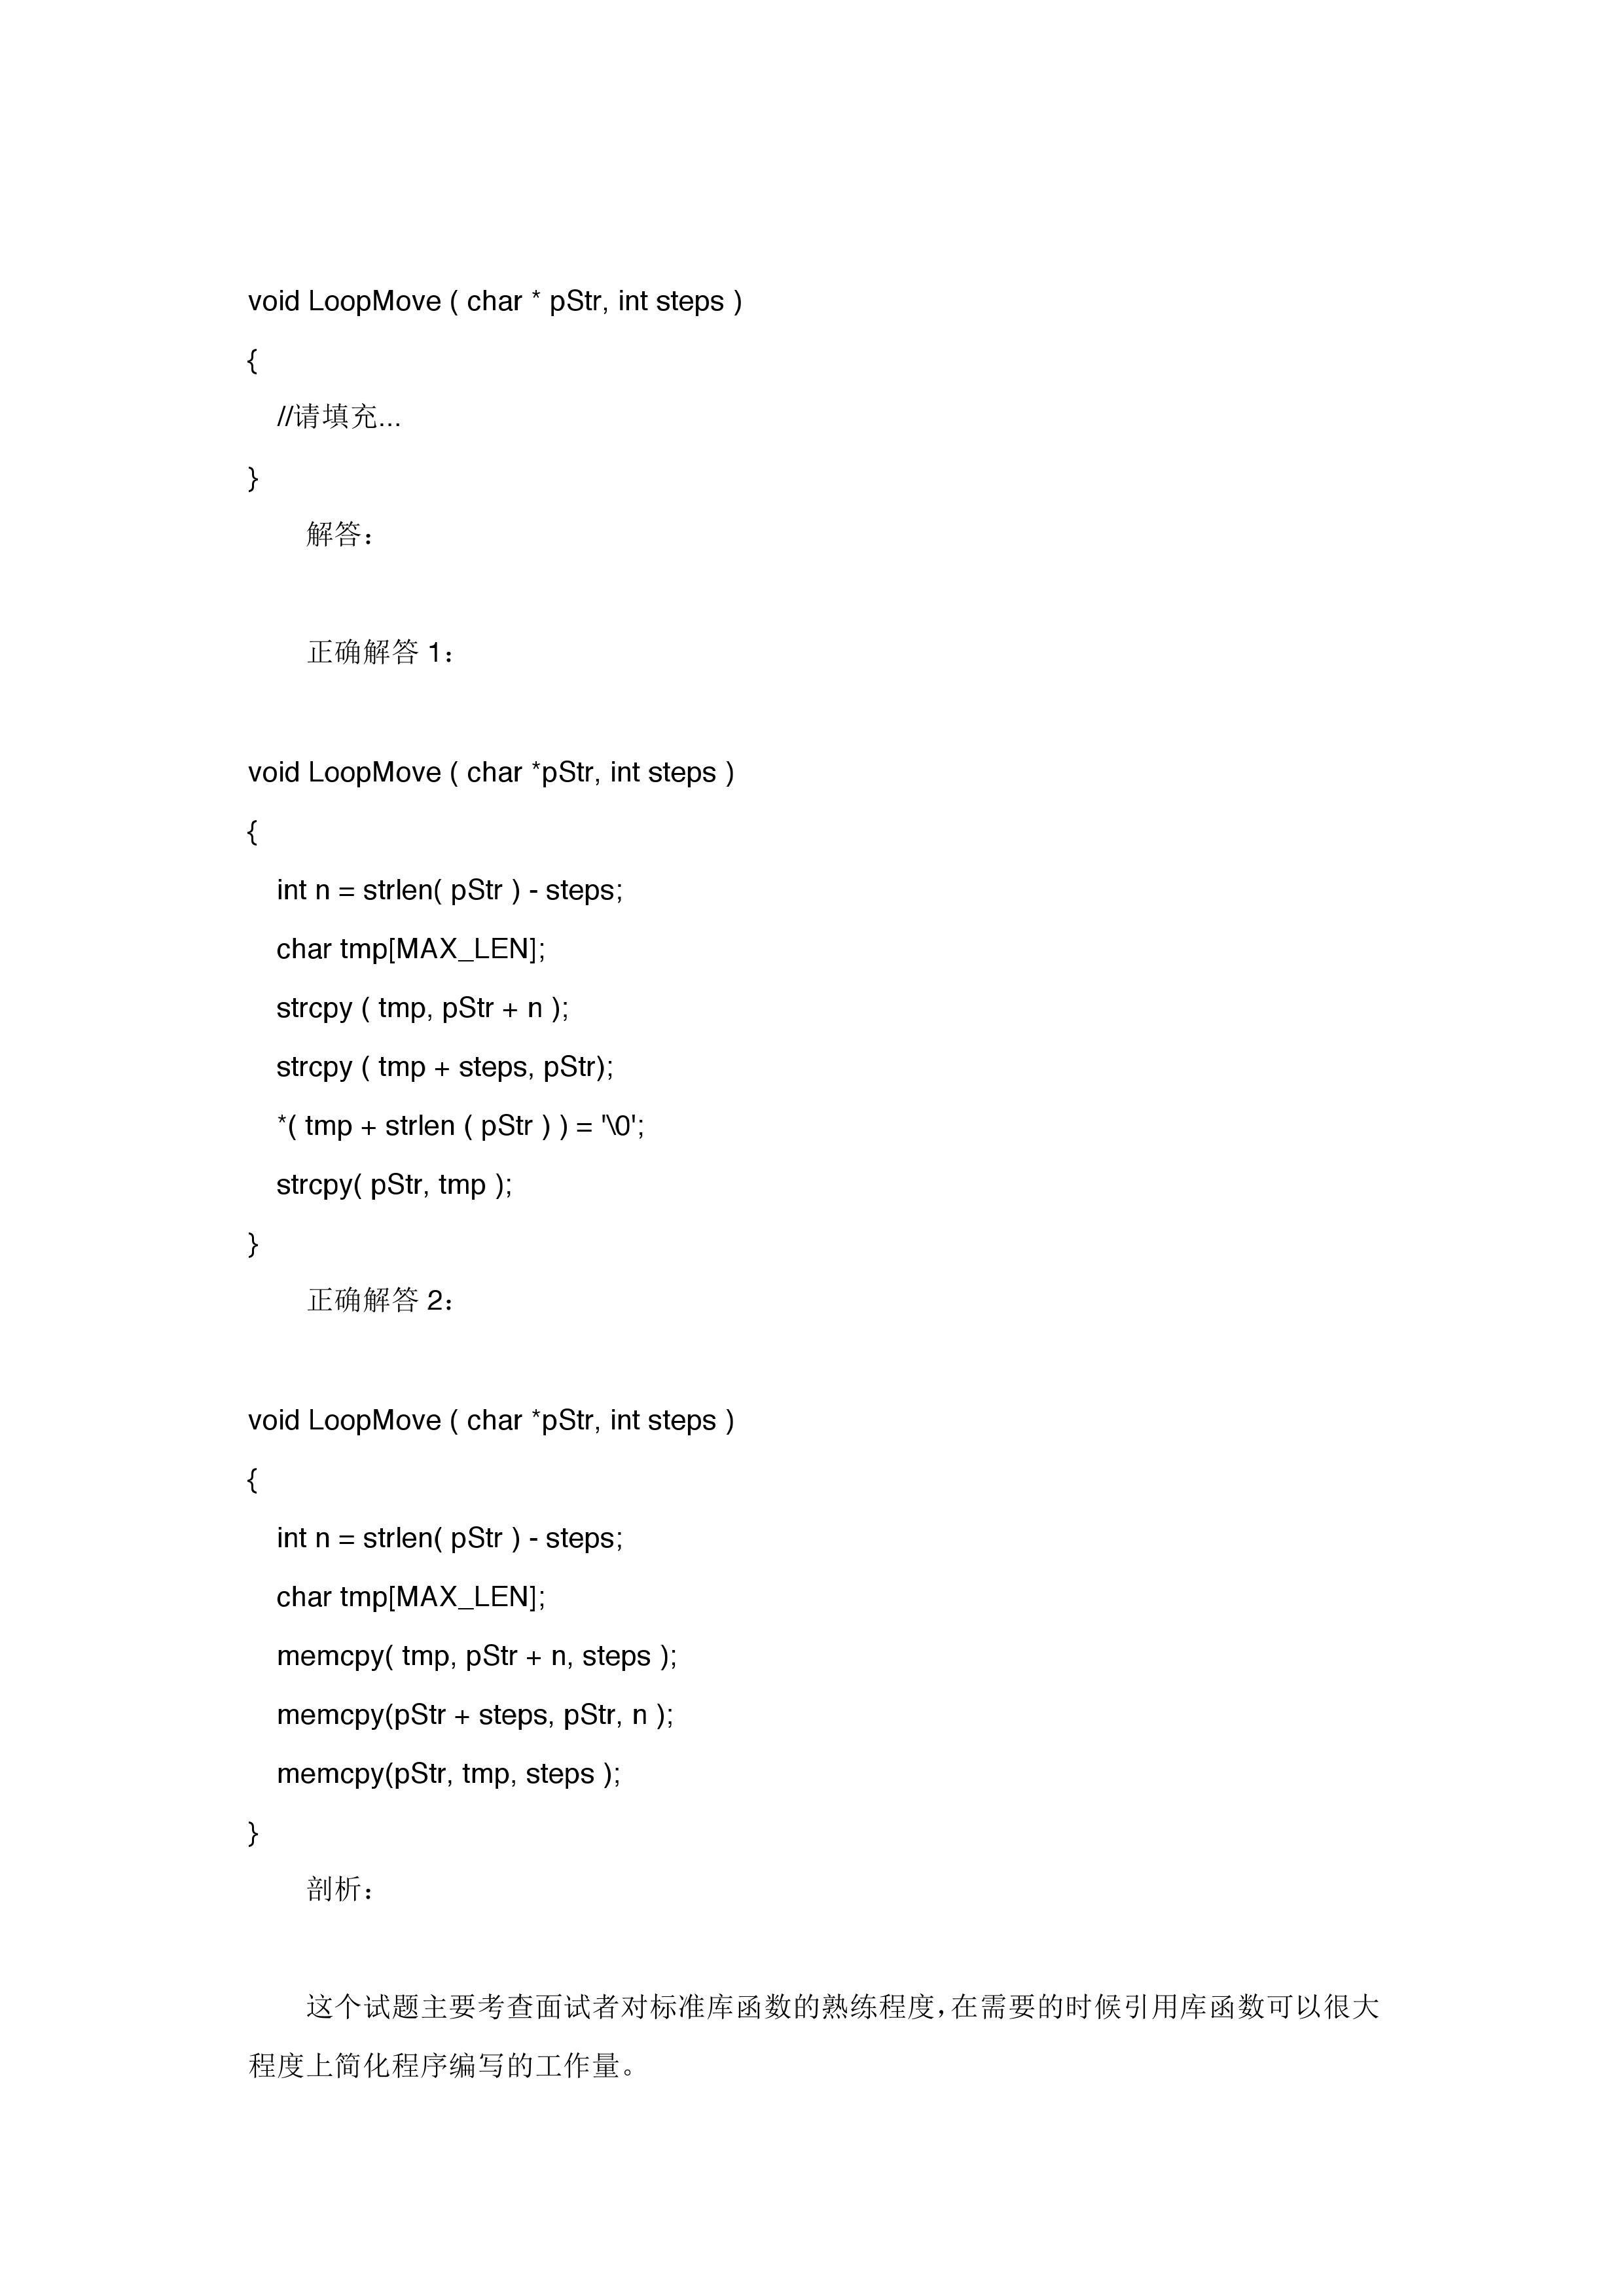 void LoopMove ( char * pStr, int steps )
{
//请填充...
}
解答：
正确解答 1：
void LoopMove ( char *pStr, int steps )
{
int n = strlen( pStr ) - steps;
char tmp[MAX_LEN];
strcpy ( tmp, pStr + n );
strcpy ( tmp + steps, pStr);
*( tmp + strlen ( pStr ) ) = '\0';
strcpy( pStr, tmp );
}
正确解答 2：
void LoopMove ( char *pStr, int steps )
{
int n = strlen( pStr ) - steps;
char tmp[MAX_LEN];
memcpy( tmp, pStr + n, steps );
memcpy(pStr + steps, pStr, n );
memcpy(pStr, tmp, steps );
}
剖析：
这个试题主要考查面试者对标准库函数的熟练程度，在需要的时候引用库函数可以很大
程度上简化程序编写的工作量。